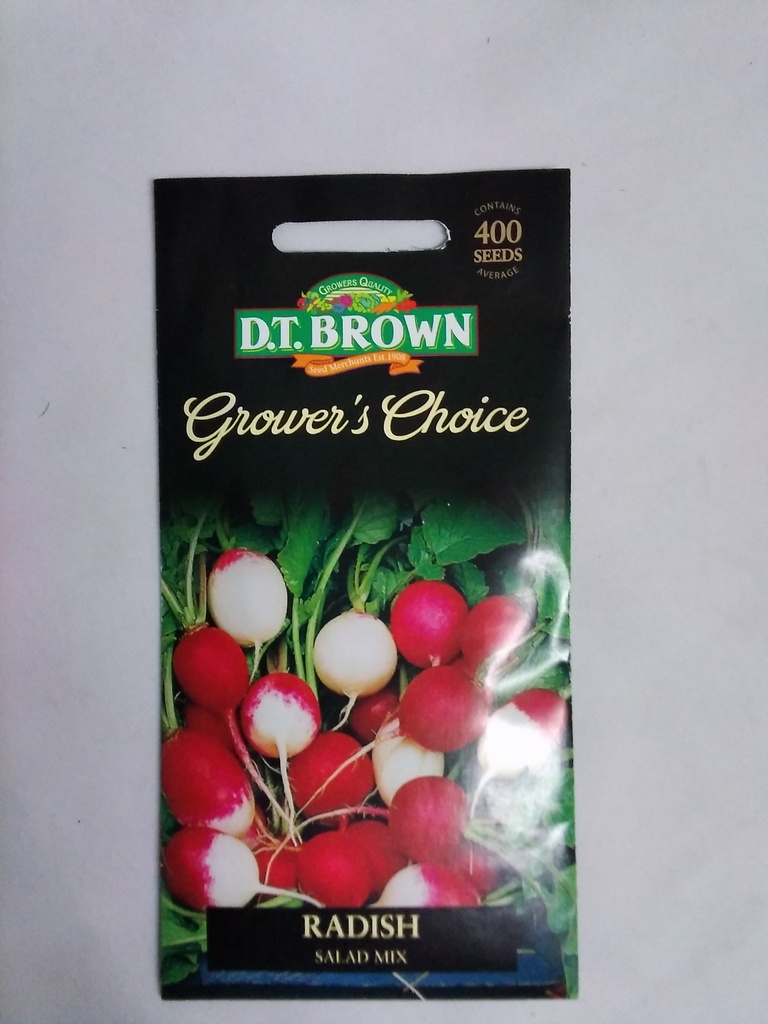 CONTAINS
400
SEEDS
AVERAGE
GROWERS QUALITY
D.T. BROWN
Seed Merchants Est. 1908
Grower's Choice
RADISH
SALAD MIX